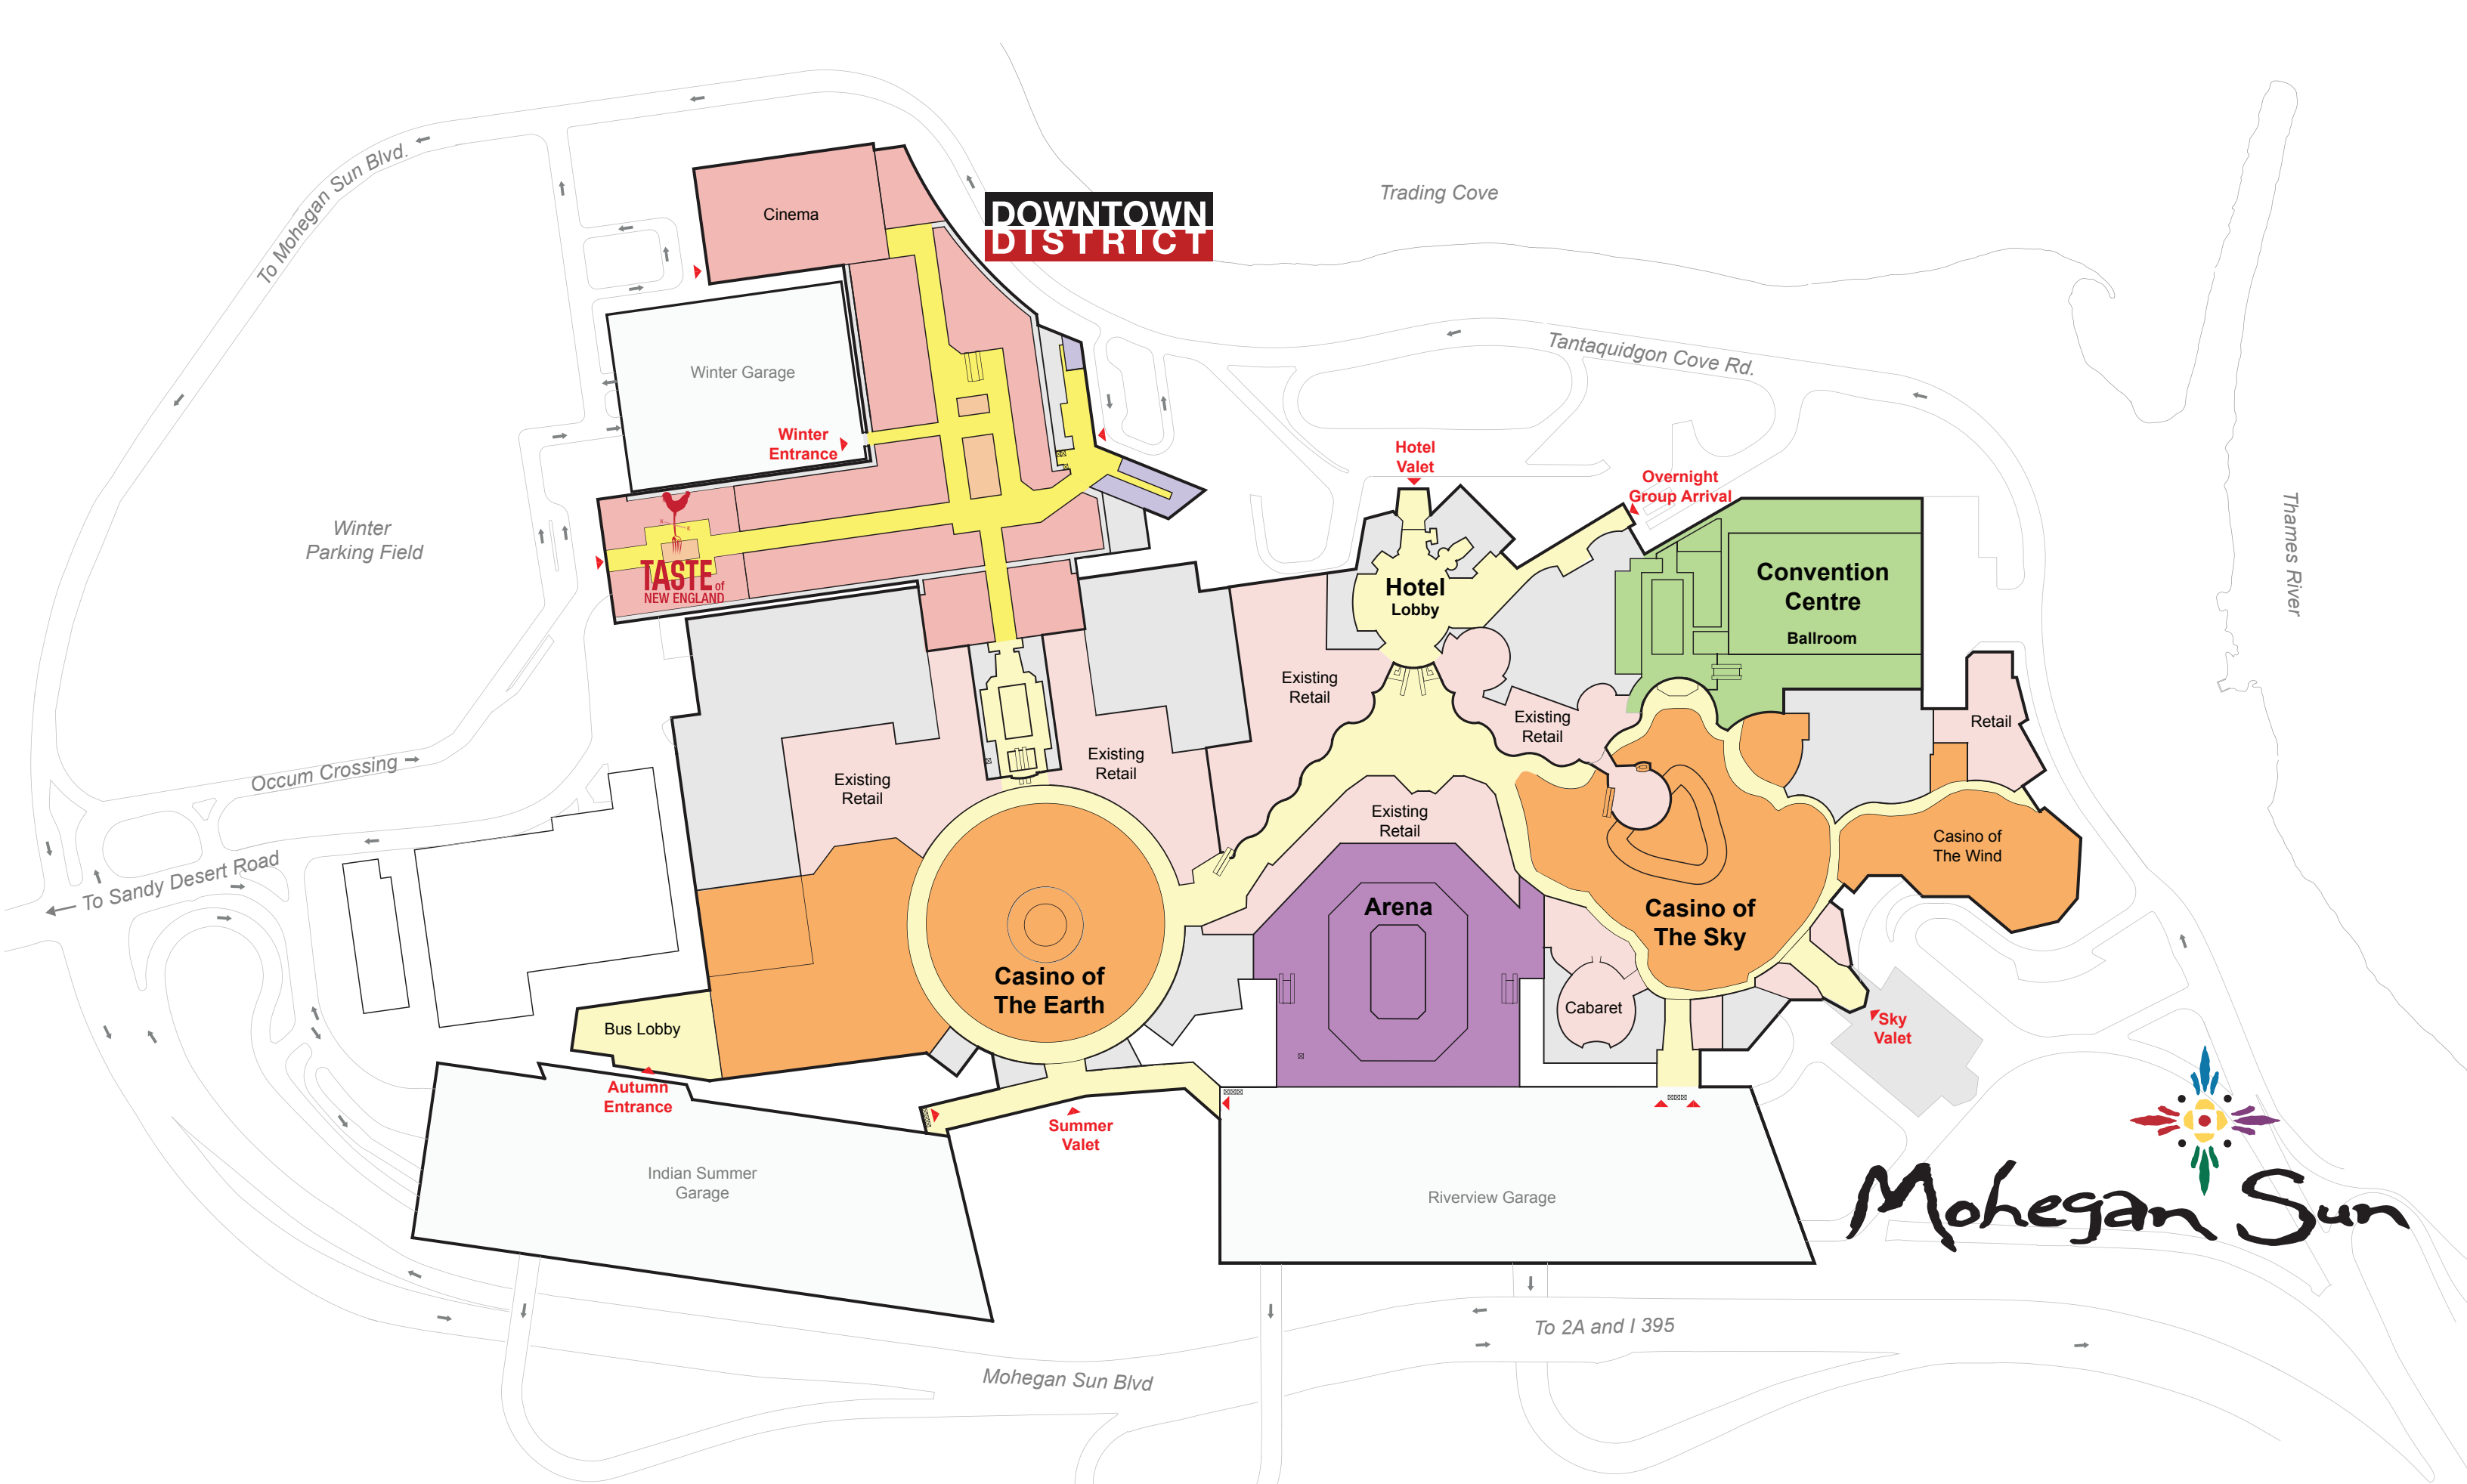 To Mohegan Sun Blvd.
Cinema
DOWNTOWN
DISTRICT
Trading Cove
Winter Garage
Winter
Entrance
Tantaquidgon Cove Rd.
Hotel
Valet
Overnight
Group Arrival
Winter
Parking Field
TASTE of
NEW ENGLAND
Hotel
Lobby
Convention
Centre
Ballroom
Thames River
Existing
Retail
Existing
Retail
Retail
Occum Crossing
Existing
Retail
Existing
Retail
Existing
Retail
Casino of
The Wind
To Sandy Desert Road
Arena
Casino of
The Sky
Casino of
The Earth
Cabaret
Bus Lobby
Sky
Valet
Autumn
Entrance
Summer
Valet
Indian Summer
Garage
Riverview Garage
Mohegan Sun
To 2A and I 395
Mohegan Sun Blvd